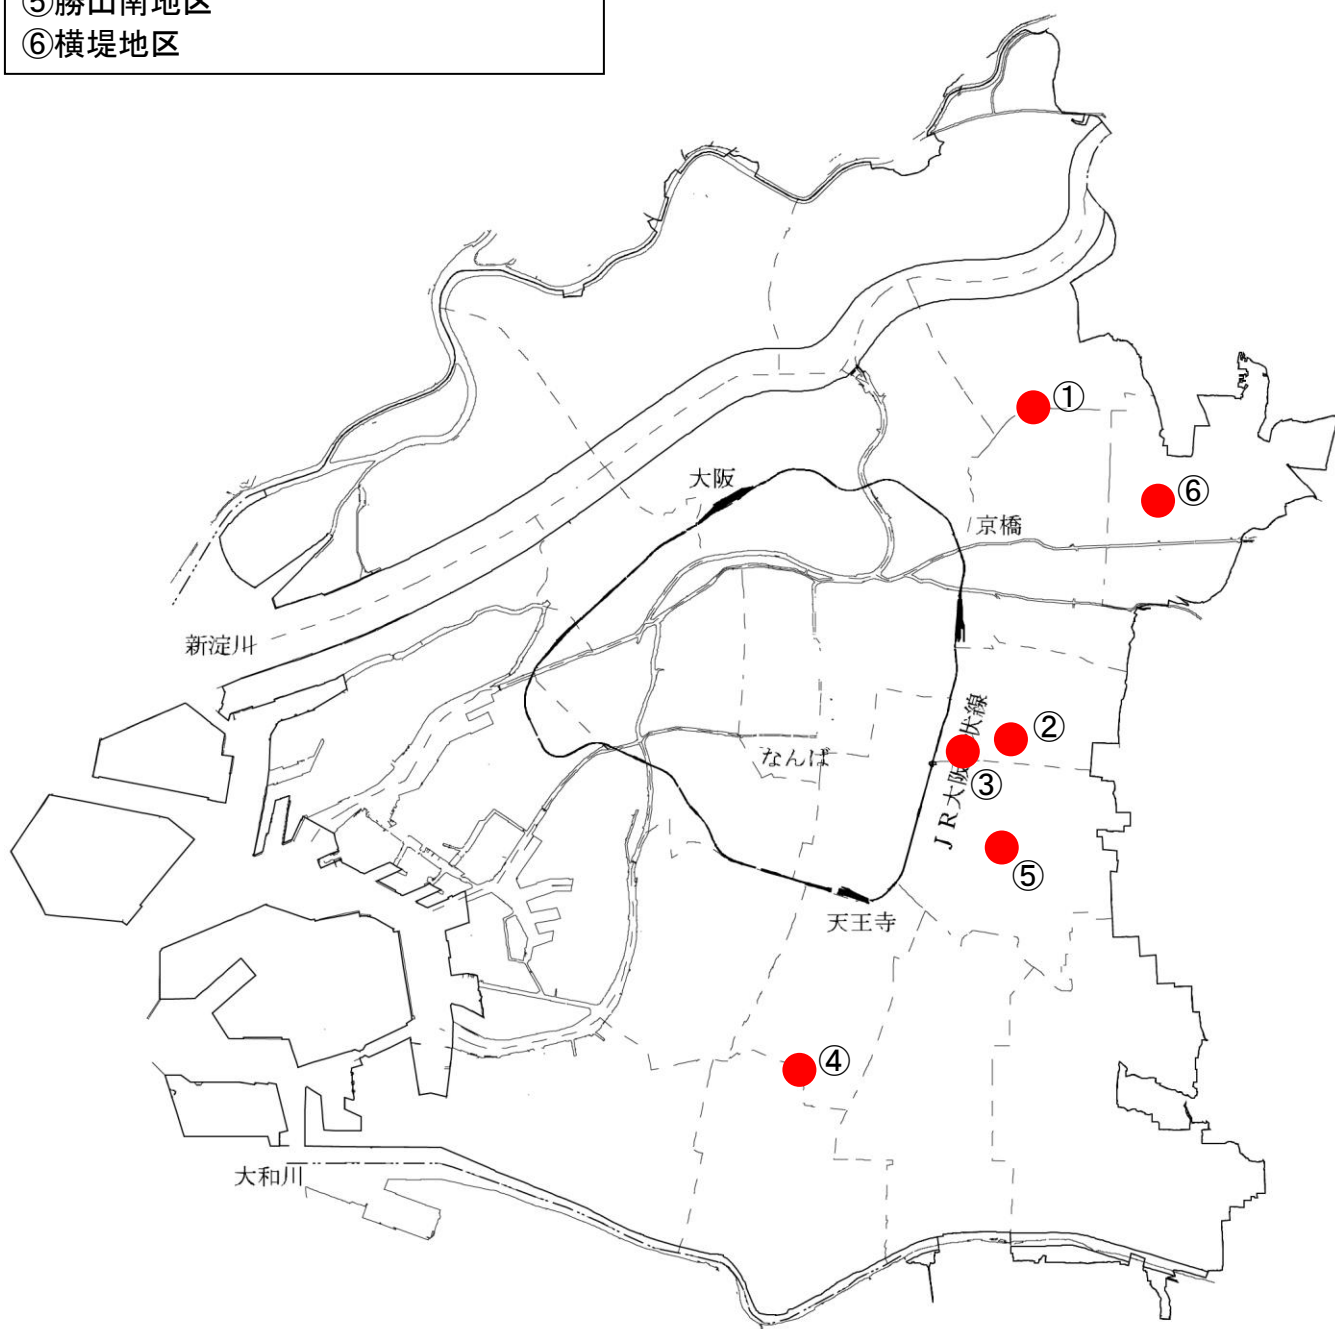 ⑤勝山南地区
⑥横堤地区
①
⑥
大阪
京橋
新淀川
②
③
なんば
JR大阪 状線
⑤
天王寺
④
大和川